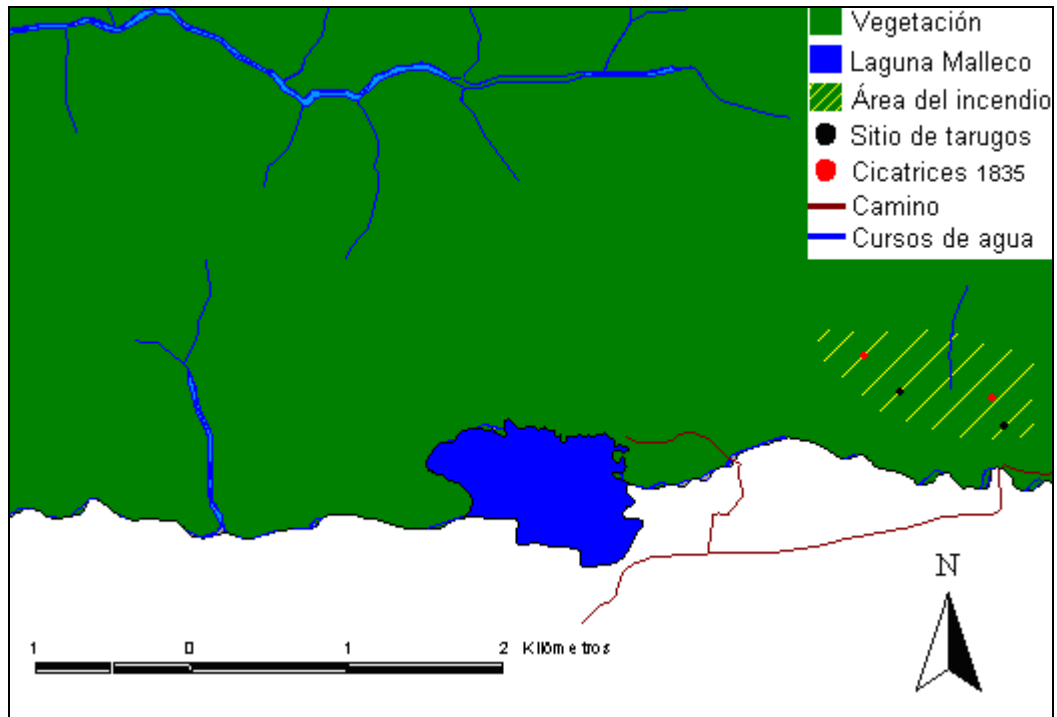 Vegetación
Laguna Malleco
Área del incendio
Sitio de tarugos
Cicatrices 1835
Camino
Cursos de agua
N
1 0 1 2 Kilómetros